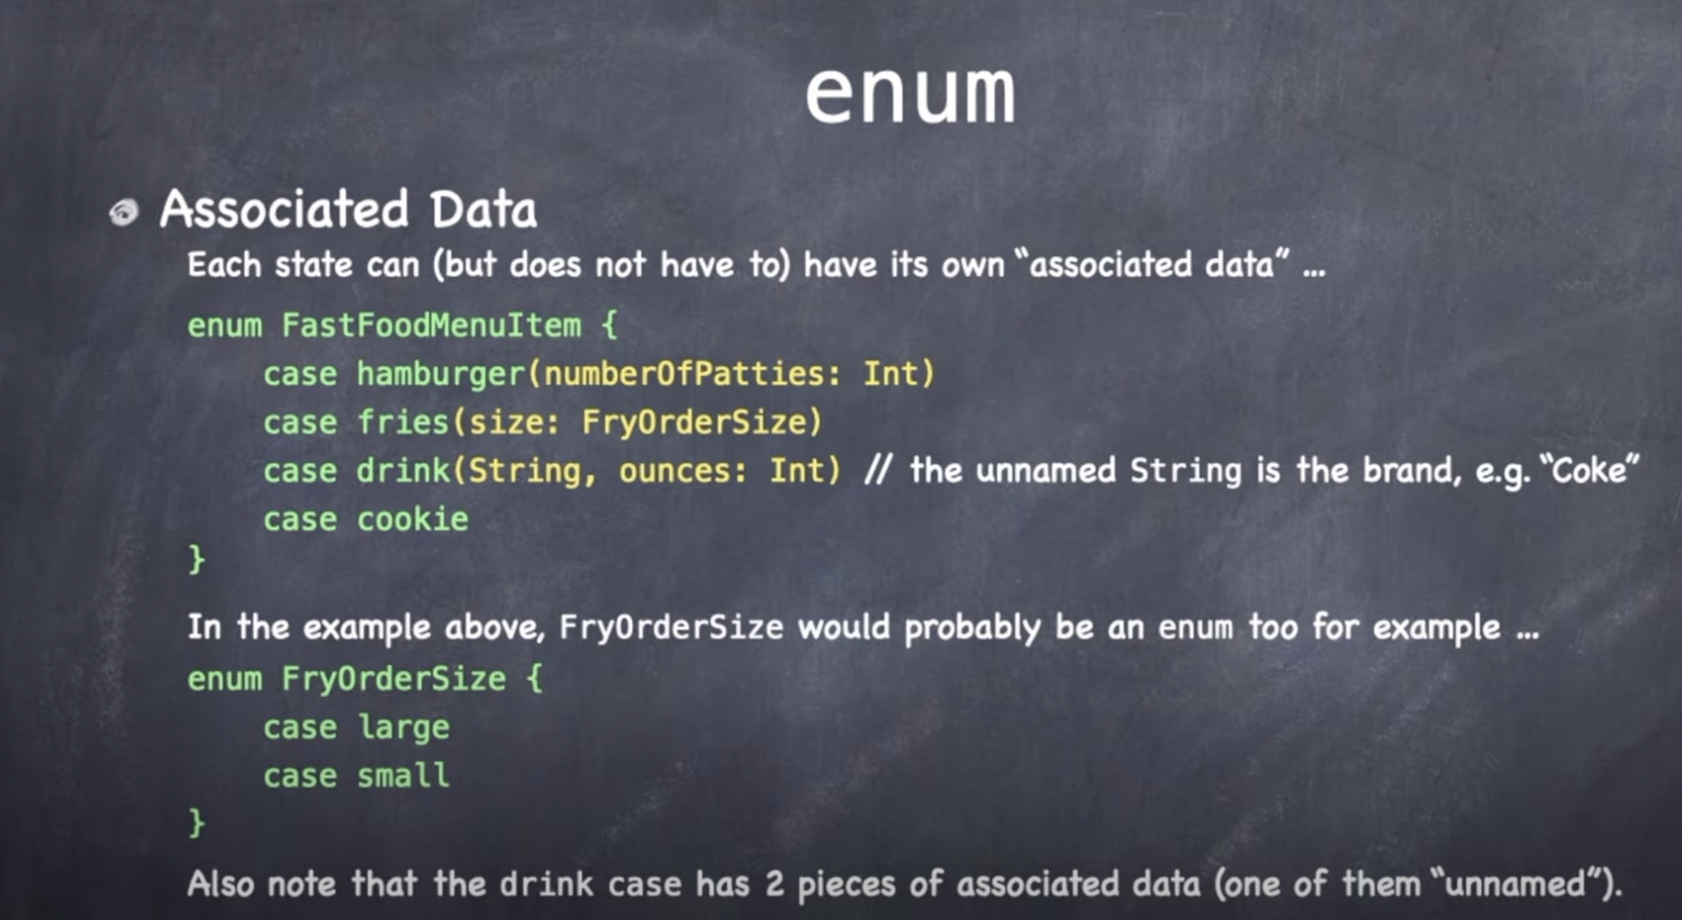 enum
Associated Data
Each state can (but does not have to) have its own “associated data” ...
enum FastFoodMenuItem {
    case hamburger(numberOfPatties: Int)
    case fries(size: FryOrderSize)
    case drink(String, ounces: Int) // the unnamed String is the brand, e.g. “Coke”
    case cookie
}
In the example above, FryOrderSize would probably be an enum too for example ...
enum FryOrderSize {
    case large
    case small
}
Also note that the drink case has 2 pieces of associated data (one of them “unnamed”).